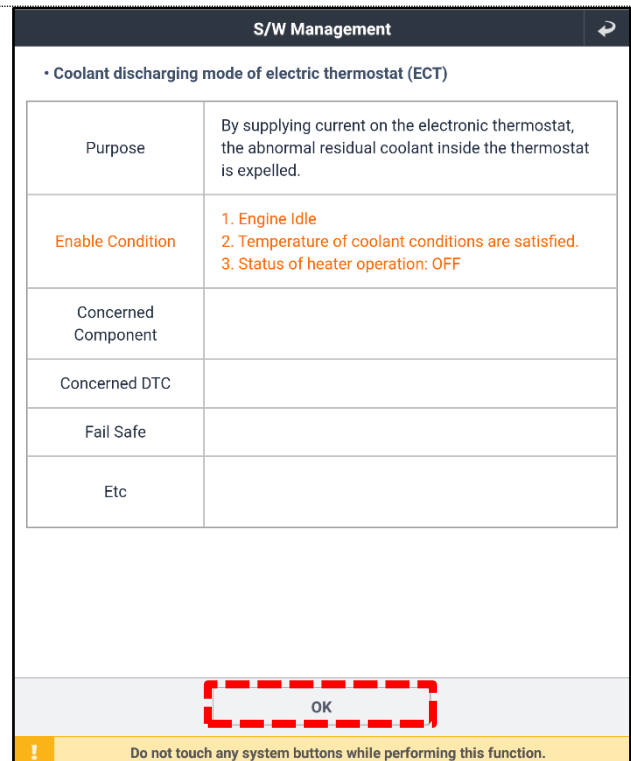 S/W Management
• Coolant discharging mode of electric thermostat (ECT)
Purpose
By supplying current on the electronic thermostat,
the abnormal residual coolant inside the thermostat
is expelled.
Enable Condition
1. Engine Idle
2. Temperature of coolant conditions are satisfied.
3. Status of heater operation: OFF
Concerned
Component
Concerned DTC
Fail Safe
Etc
OK
! Do not touch any system buttons while performing this function.